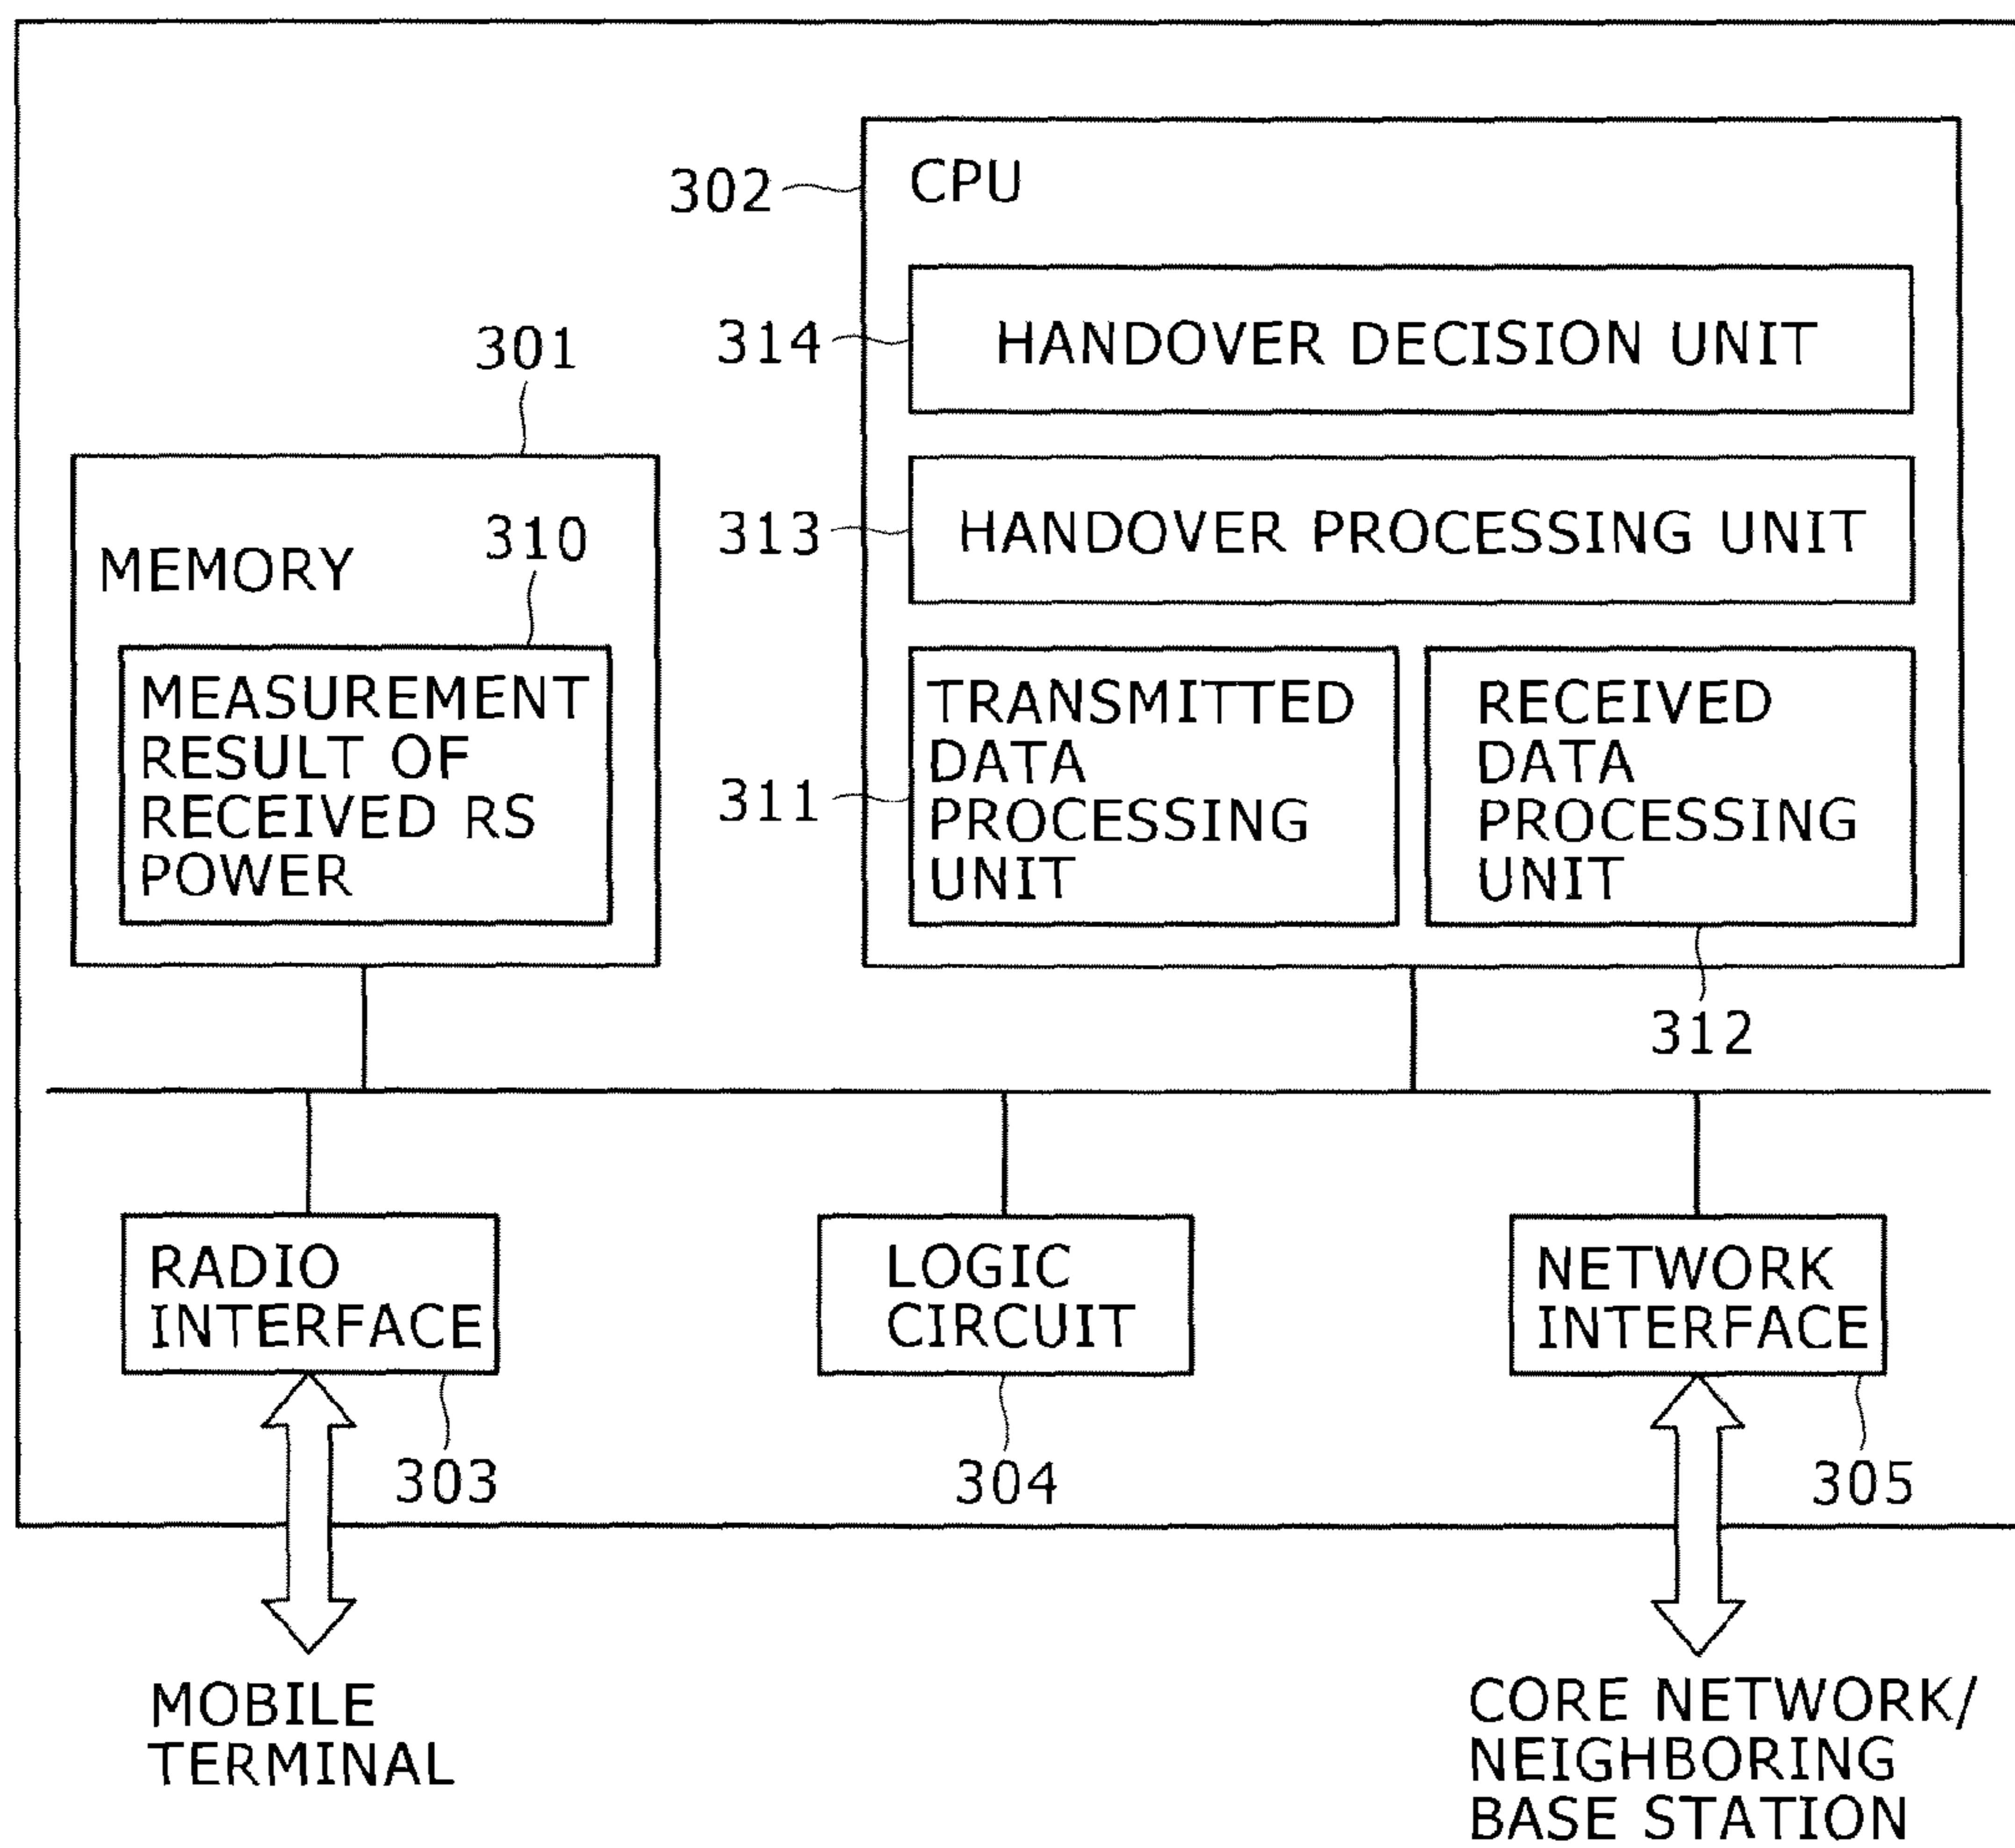 302
CPU
314
HANDOVER DECISION UNIT
301
313
HANDOVER PROCESSING UNIT
MEMORY
310
MEASUREMENT
RESULT OF
RECEIVED RS
POWER
311
TRANSMITTED
DATA
PROCESSING
UNIT
RECEIVED
DATA
PROCESSING
UNIT
312
RADIO
INTERFACE
303
LOGIC
CIRCUIT
304
NETWORK
INTERFACE
305
MOBILE
TERMINAL
CORE NETWORK/
NEIGHBORING
BASE STATION